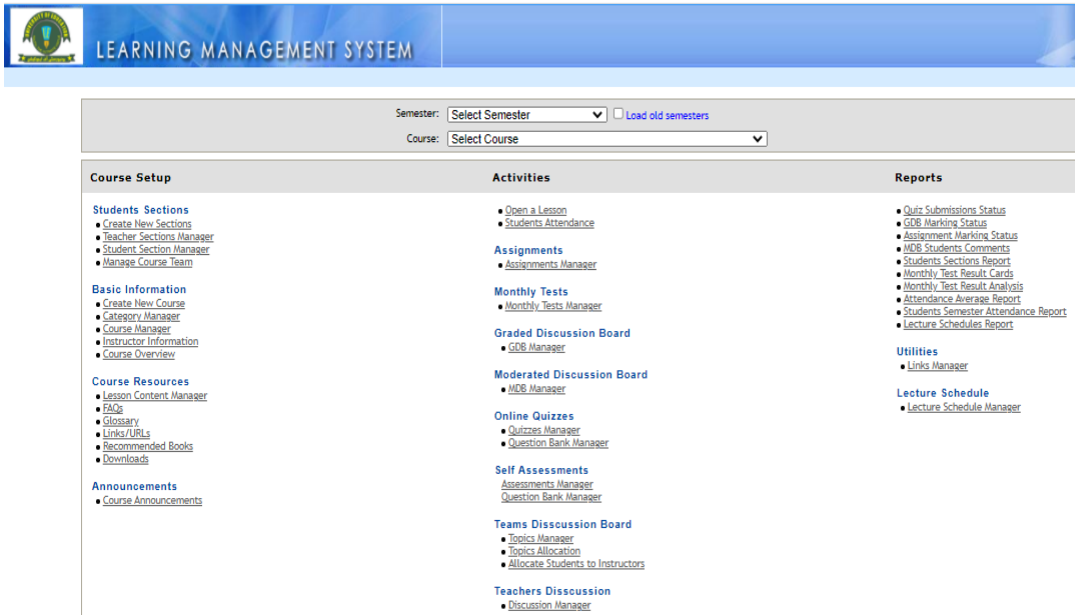 LEARNING MANAGEMENT SYSTEM
Semester: Select Semester Load old semesters
Course: Select Course
Course Setup
Students Sections
Create New Sections
Teacher Sections Manager
Student Section Manager
Manage Course Team
Basic Information
Create New Course
Category Manager
Course Manager
Instructor Information
Course Overview
Course Resources
Lesson Content Manager
FAQs
Glossary
Links/URLs
Recommended Books
Downloads
Announcements
Course Announcements
Activities
Open a Lesson
Students Attendance
Assignments
Assignments Manager
Monthly Tests
Monthly Tests Manager
Graded Discussion Board
GDB Manager
Moderated Discussion Board
MDB Manager
Online Quizzes
Quizzes Manager
Question Bank Manager
Self Assessments
Assessments Manager
Question Bank Manager
Teams Disscussion Board
Topics Manager
Topics Allocation
Allocate Students to Instructors
Teachers Disscussion
Discussion Manager
Reports
Quiz Submissions Status
GDB Marking Status
Assignment Marking Status
MDB Students Comments
Students Sections Report
Monthly Test Result Cards
Monthly Test Result Analysis
Attendance Average Report
Students Semester Attendance Report
Lecture Schedules Report
Utilities
Links Manager
Lecture Schedule
Lecture Schedule Manager